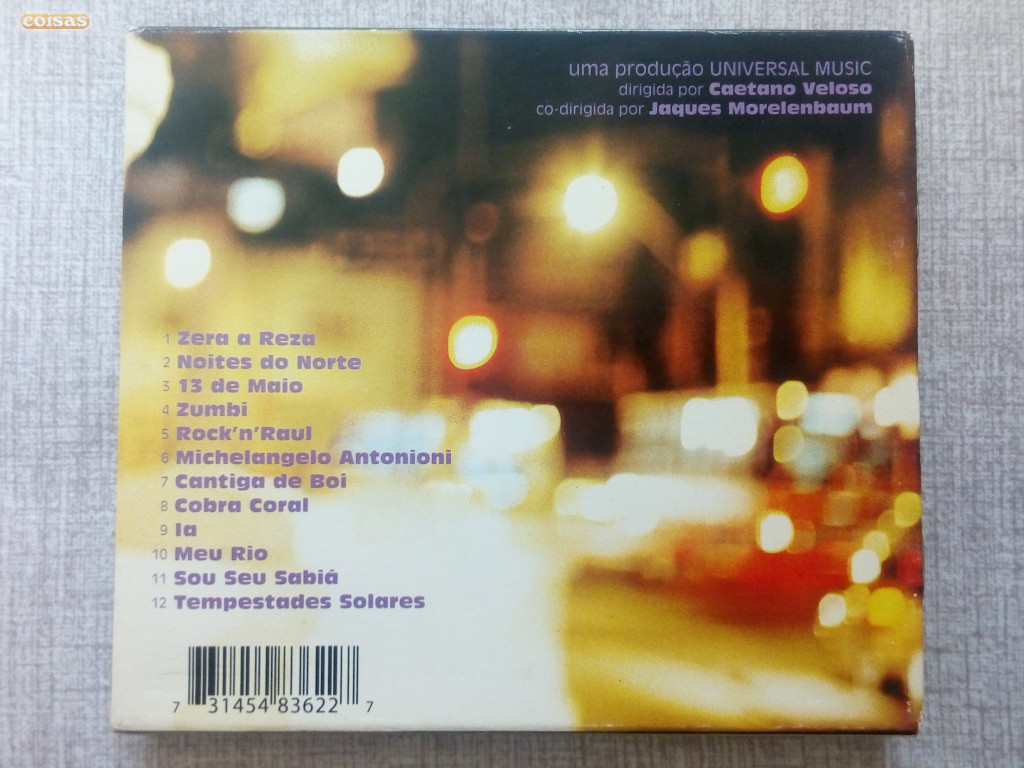 coisas
uma produção UNIVERSAL MUSIC
dirigida por Caetano Veloso
co-dirigida por Jaques Morelenbaum
1 Zera a Reza
2 Noites do Norte
3 13 de Maio
4 Zumbi
5 Rock'n'Raul
6 Michelangelo Antonioni
7 Cantiga de Boi
8 Cobra Coral
9 Ia
10 Meu Rio
11 Sou Seu Sabiá
12 Tempestades Solares
7 31454 83622 7